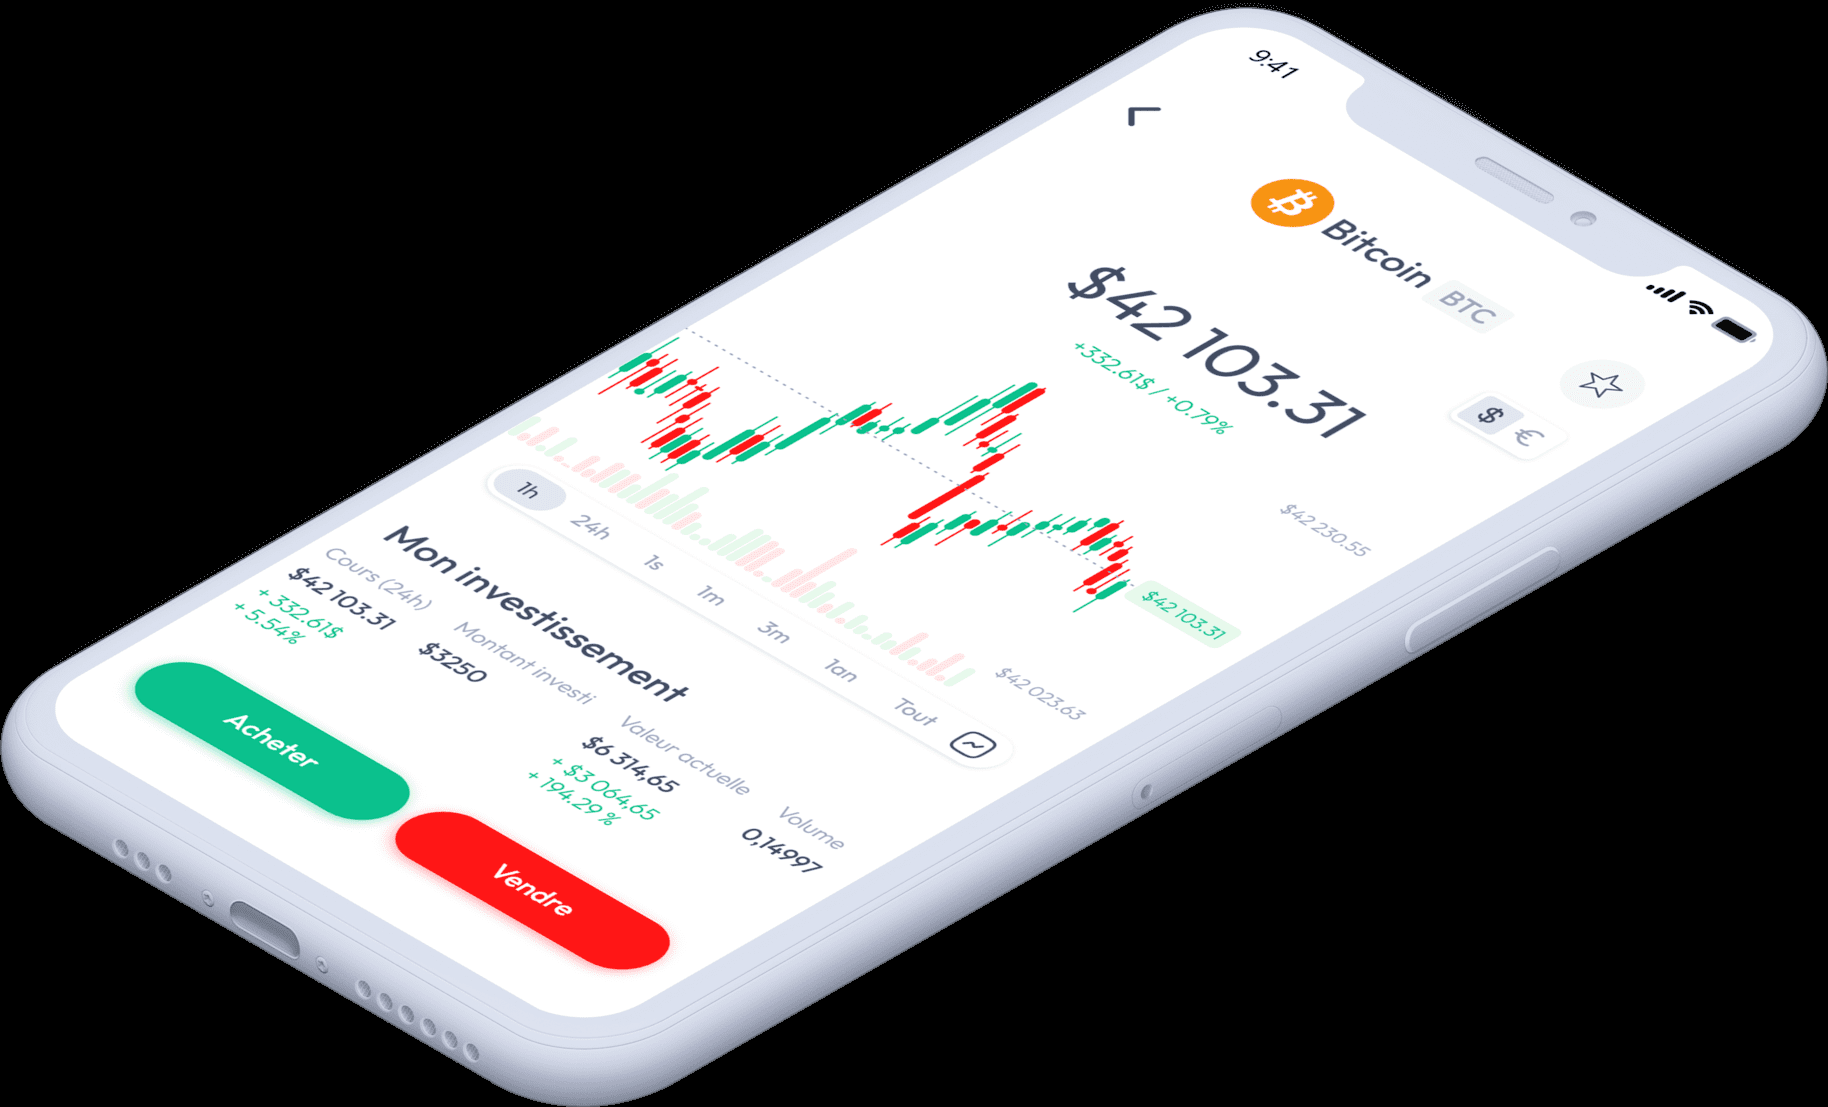 9:41
Bitcoin BTC
$42 103.31
+332.61$ / +0.79%
$ €
$42 230.55
$42 103.31
$42 023.63
1h 24h 1s 1m 3m 1an Tout
Mon investissement
Cours (24h)
$42 103.31
+ 332.61$
+ 5.54%
Montant investi
$3250
Valeur actuelle
$6 314,65
+ $3 064,65
+ 194.29 %
Volume
0,14997
Acheter
Vendre